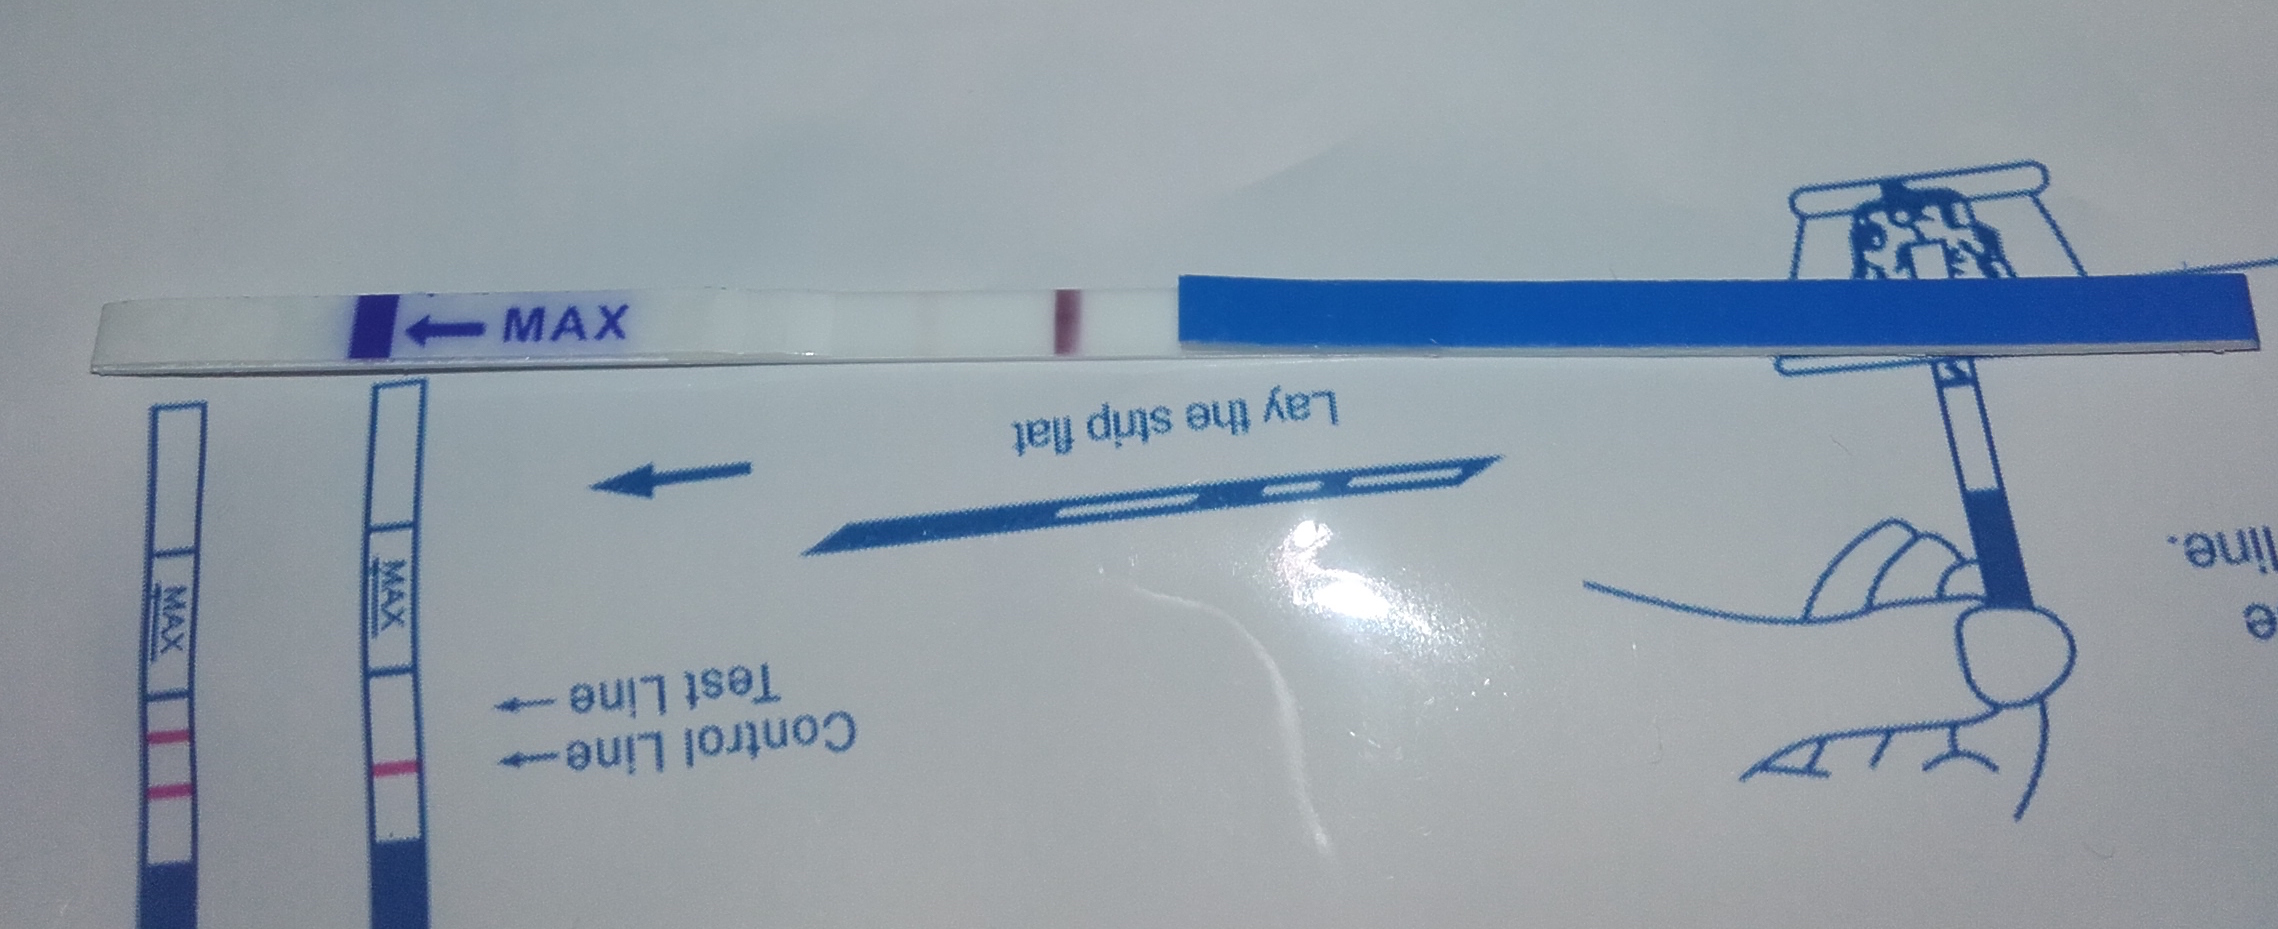 MAX
Lay the strip flat
MAX
MAX
Test Line
Control Line
line.
e